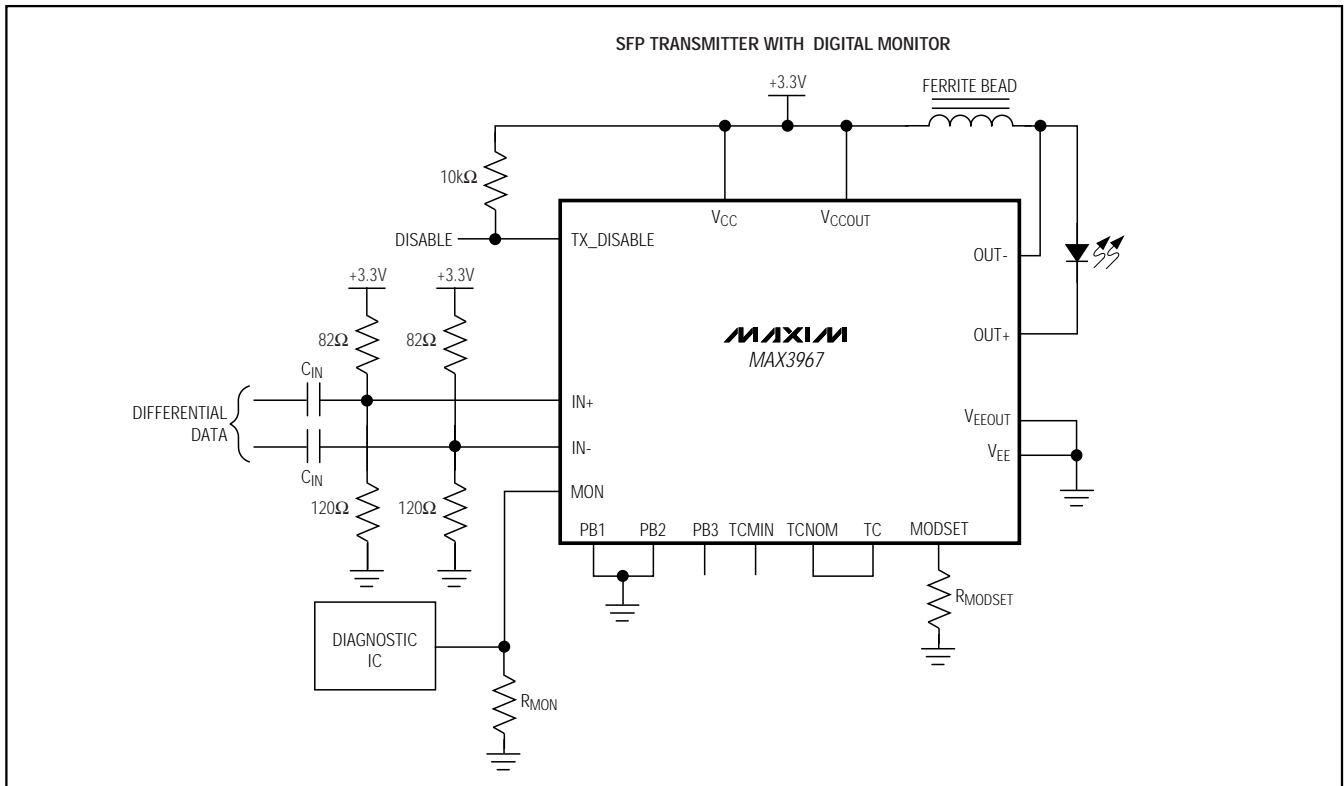 SFP TRANSMITTER WITH DIGITAL MONITOR
+3.3V
FERRITE BEAD
10kΩ
VCC
VCCOUT
DISABLE
TX_DISABLE
OUT-
+3.3V
+3.3V
82Ω
82Ω
MAXIM
MAX3967
OUT+
CIN
DIFFERENTIAL
DATA
IN+
IN-
CIN
VEEOUT
VEE
MON
120Ω
120Ω
PB1
PB2
PB3
TCMIN
TCNOM
TC
MODSET
RMODSET
DIAGNOSTIC
IC
RMON